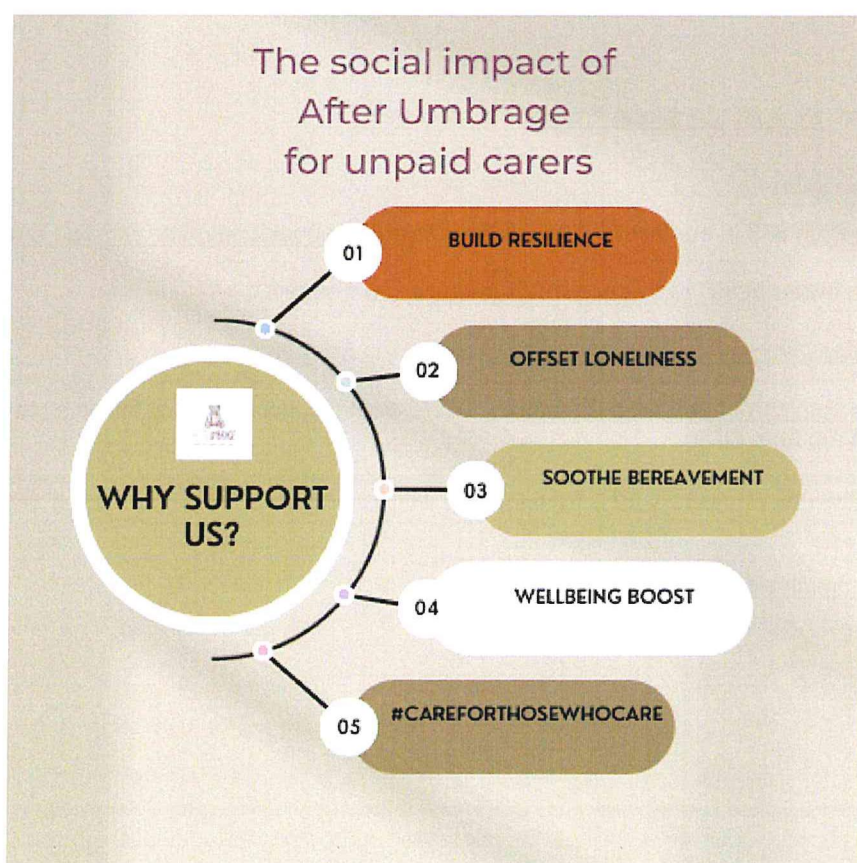 The social impact of
After Umbrage
for unpaid carers
01
BUILD RESILIENCE
02
OFFSET LONELINESS
WHY SUPPORT
US?
03
SOOTHE BEREAVEMENT
04
WELLBEING BOOST
05
#CAREFORTHOSEWHOCARE